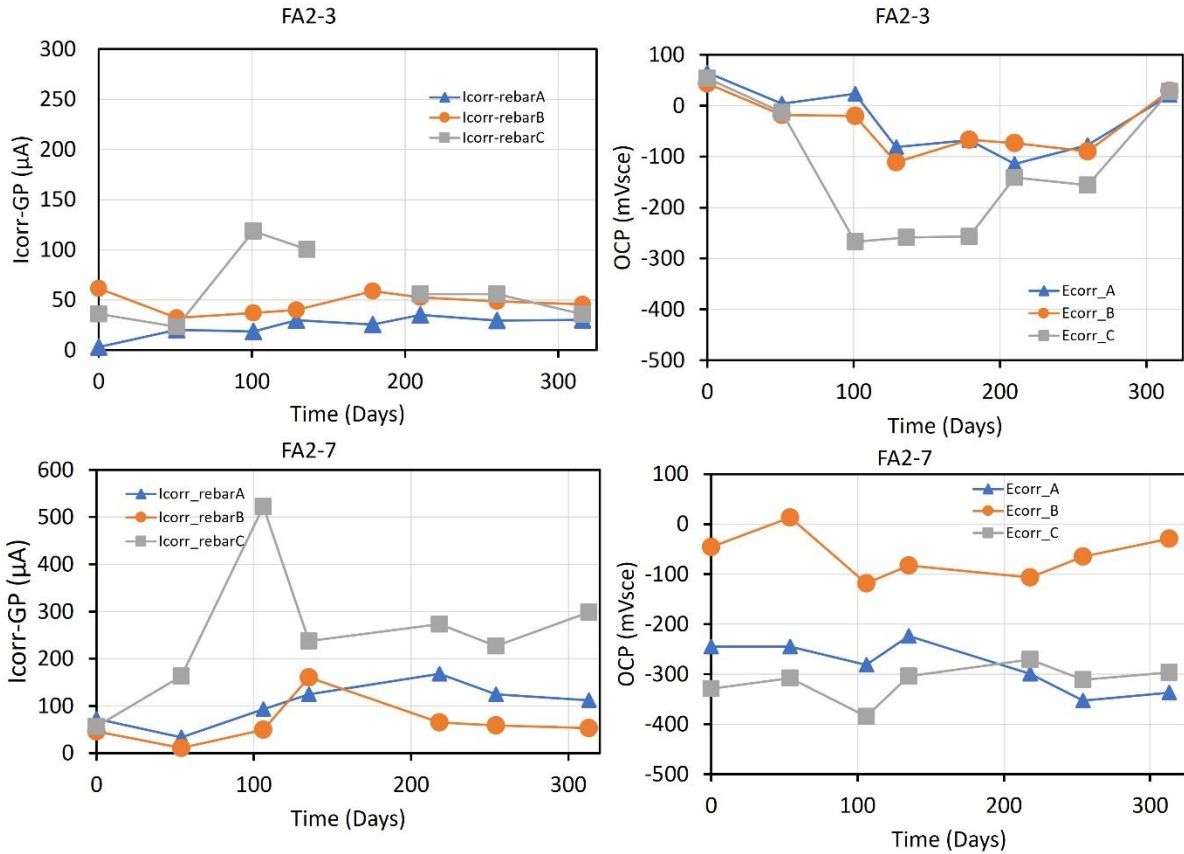 FA2-3
300
250
200
150
100
50
0
Icorr-GP (µA)
Icorr-rebarA
Icorr-rebarB
Icorr-rebarC
0 100 200 300
Time (Days)
FA2-3
100
0
-100
-200
-300
-400
-500
OCP (mVsce)
Ecorr_A
Ecorr_B
Ecorr_C
0 100 200 300
Time (Days)
FA2-7
600
500
400
300
200
100
0
Icorr-GP (µA)
Icorr_rebarA
Icorr_rebarB
Icorr_rebarC
0 100 200 300
Time (Days)
FA2-7
100
0
-100
-200
-300
-400
-500
OCP (mVsce)
Ecorr_A
Ecorr_B
Ecorr_C
0 100 200 300
Time (Days)